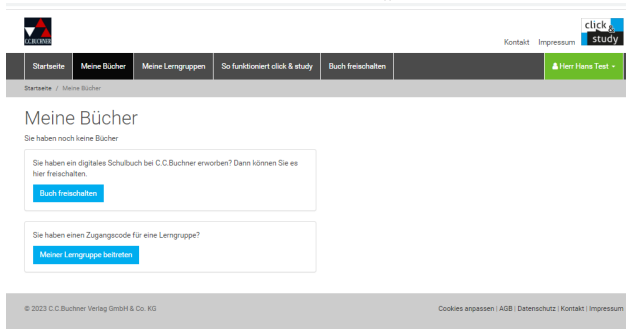 C.C.BUCHNER
click &
study
Kontakt Impressum
Startseite Meine Bücher Meine Lerngruppen So funktioniert click & study Buch freischalten Herr Hans Test
Startseite / Meine Bücher
Meine Bücher
Sie haben noch keine Bücher
Sie haben ein digitales Schulbuch bei C.C.Buchner erworben? Dann können Sie es
hier freischalten.
Buch freischalten
Sie haben einen Zugangscode für eine Lerngruppe?
Meiner Lerngruppe beitreten
© 2023 C.C.Buchner Verlag GmbH & Co. KG Cookies anpassen | AGB | Datenschutz | Kontakt | Impressum